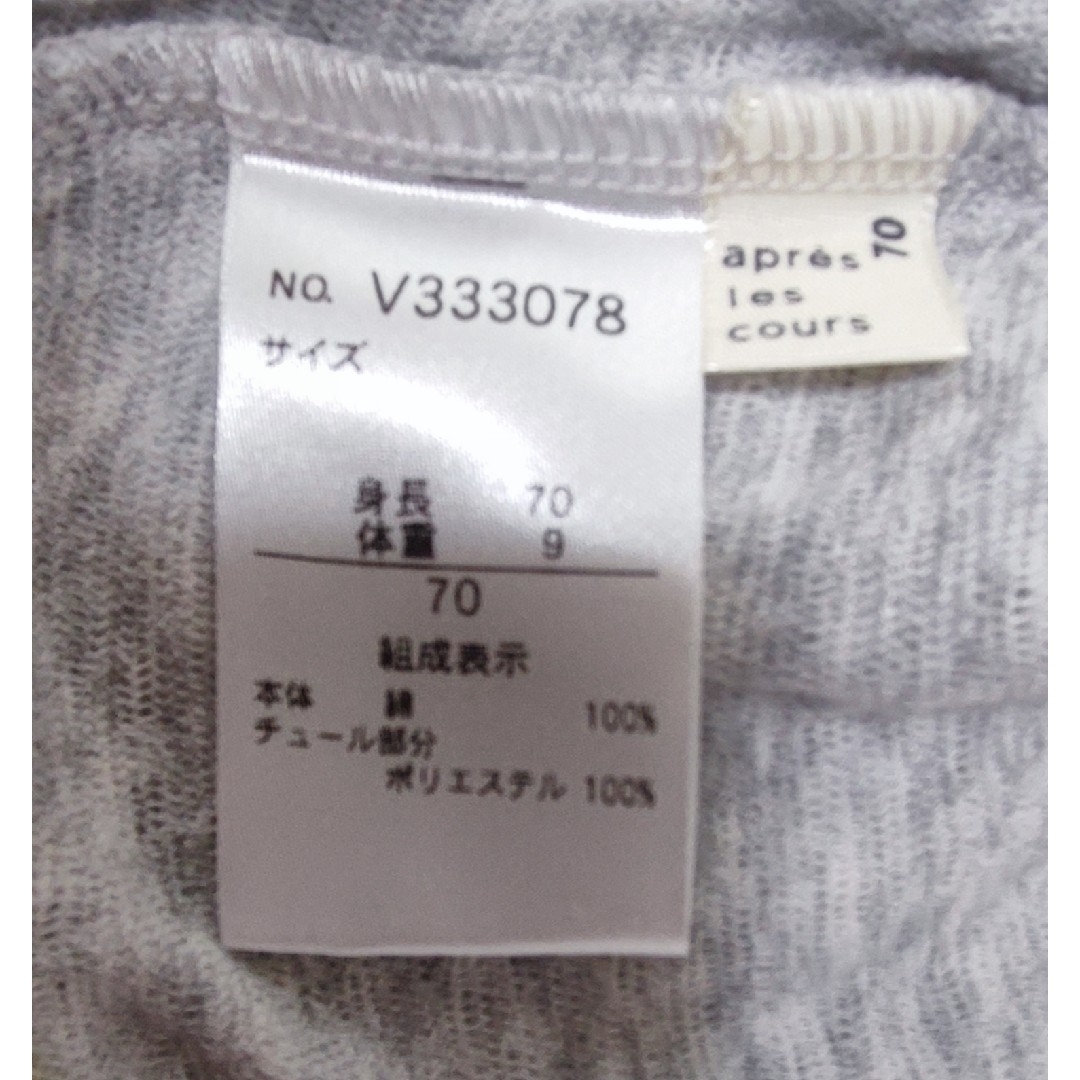 NO. V333078
サイズ
身長 70
体重 9
70
組成表示
本体 綿 100%
チュール部分
ポリエステル 100%
après
les
cours
70